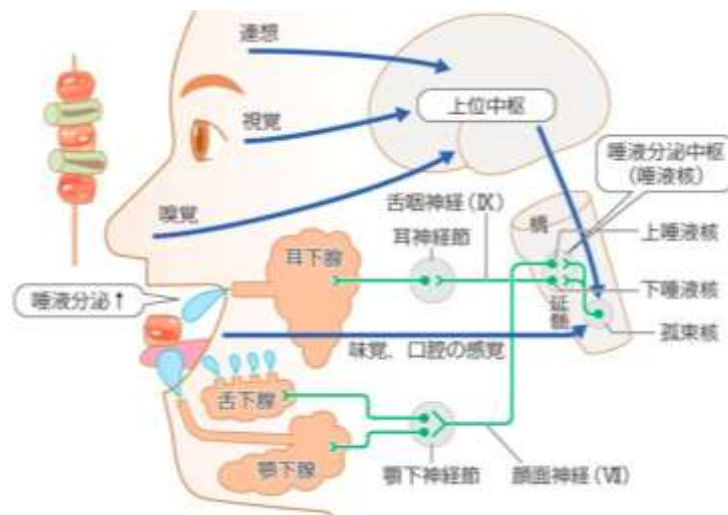 連想
上位中枢
視覚
唾液分泌中枢
(唾液核)
嗅覚
舌咽神経(Ⅸ)
橋
耳神経節
上唾液核
耳下腺
唾液分泌↑
下唾液核
延髄
孤束核
味覚、口腔の感覚
舌下腺
顎下腺
顎下神経節
顔面神経(Ⅶ)